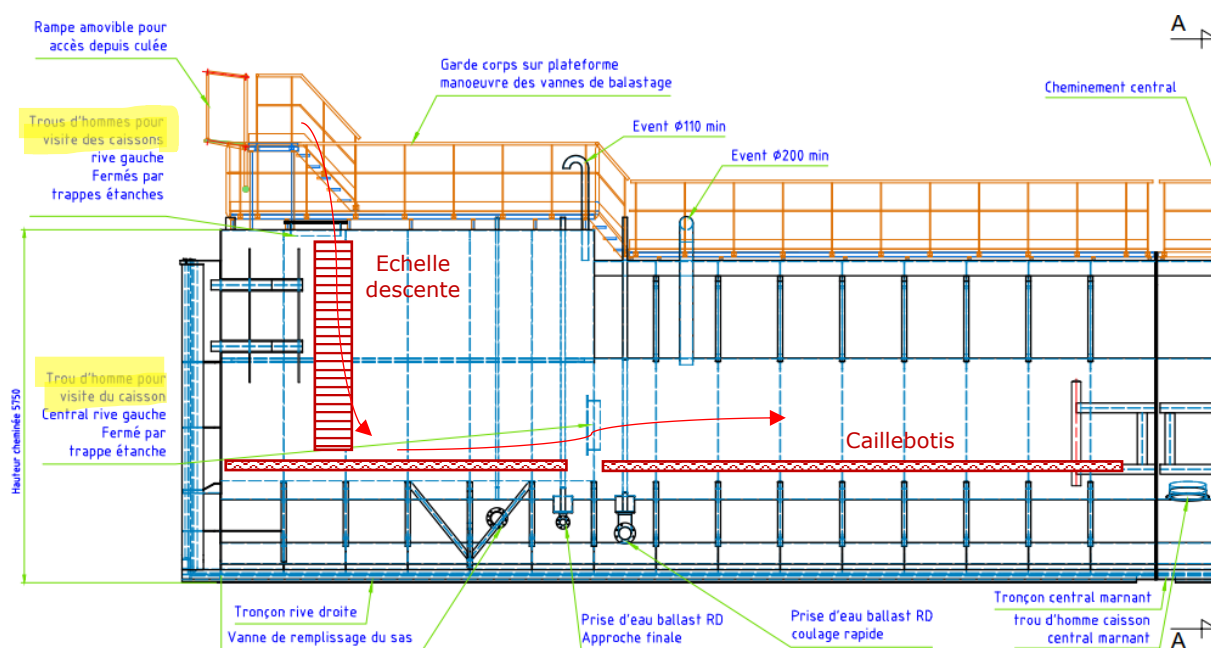 Rampe amovible pour
accès depuis culée
Trous d'hommes pour
visite des caissons
rive gauche
Fermés par
trappes étanches
Garde corps sur plateforme
manoeuvre des vannes de balastage
Event Ø110 min
Event Ø200 min
A
Cheminement central
Echelle
descente
Trou d'homme pour
visite du caisson
Central rive gauche
Fermé par
trappe étanche
Hauteur cheminée 5750
Caillebotis
Tronçon rive droite
Vanne de remplissage du sas
Prise d'eau ballast RD
Approche finale
Prise d'eau ballast RD
coulage rapide
Tronçon central marnant
trou d'homme caisson
central marnant
A